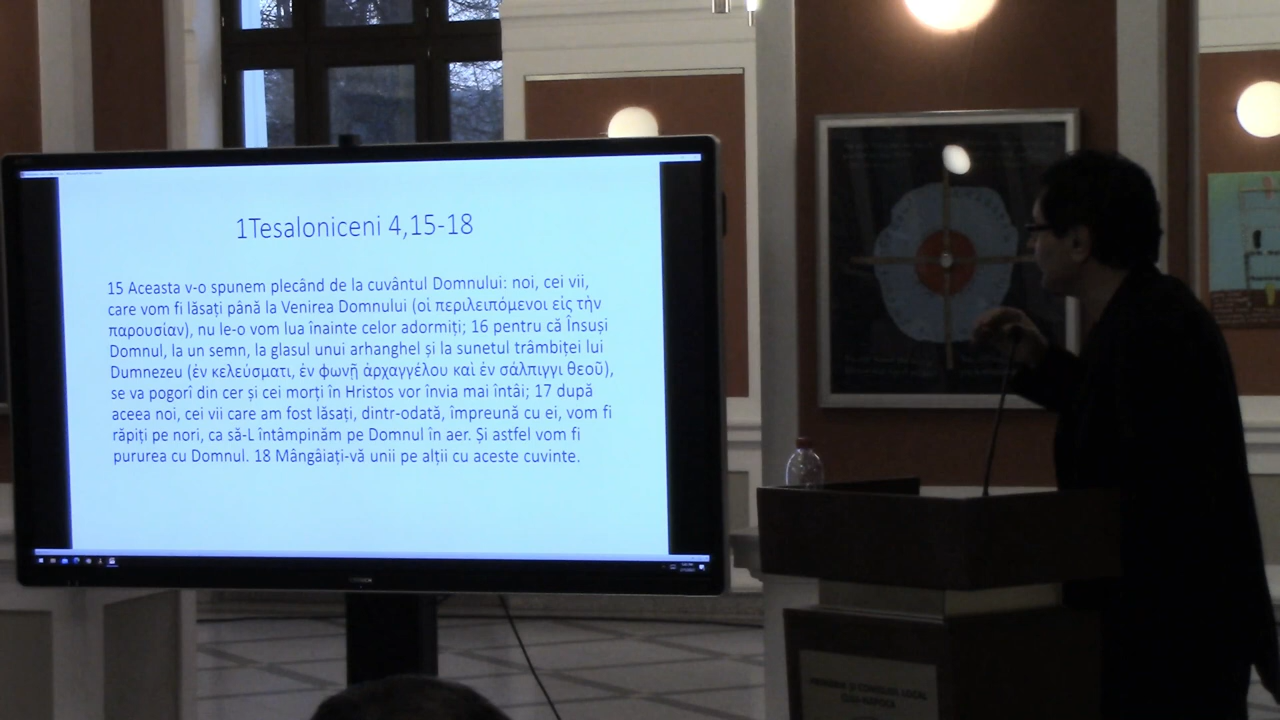 1Tesaloniceni 4,15-18
15 Aceasta v-o spunem plecând de la cuvântul Domnului: noi, cei vii,
care vom fi lăsați până la Venirea Domnului (οἱ περιλειπόμενοι εἰς τὴν
παρουσίαν), nu le-o vom lua înainte celor adormiți; 16 pentru că Însuși
Domnul, la un semn, la glasul unui arhanghel și la sunetul trâmbiței lui
Dumnezeu (ἐν κελεύσματι, ἐν φωνῇ ἀρχαγγέλου καὶ ἐν σάλπιγγι θεοῦ),
se va pogorî din cer și cei morți în Hristos vor învia mai întâi; 17 după
aceea noi, cei vii care am fost lăsați, dintr-odată, împreună cu ei, vom fi
răpiți pe nori, ca să-L întâmpinăm pe Domnul în aer. Și astfel vom fi
pururea cu Domnul. 18 Mângâiați-vă unii pe alții cu aceste cuvinte.
PRIMĂRIA ȘI CONSILIUL LOCAL
CLUJ-NAPOCA